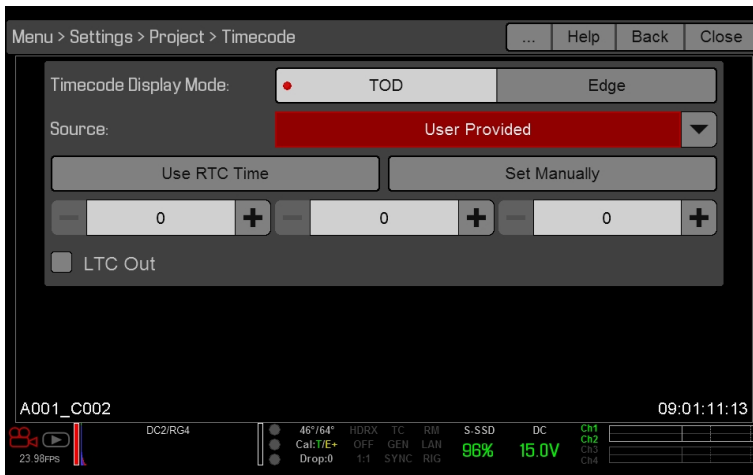 Menu > Settings > Project > Timecode ... Help Back Close
Timecode Display Mode: TOD Edge
Source: User Provided
Use RTC Time Set Manually
0 + 0 + 0 +
LTC Out
A001_C002 09:01:11:13
DC2/RG4 46°/64° HDRX TC RM S-SSD DC Ch1
Ch2
Cal:T/E+ OFF GEN LAN 96% 15.0V Ch3
23.98FPS Drop:0 1:1 SYNC RIG Ch4